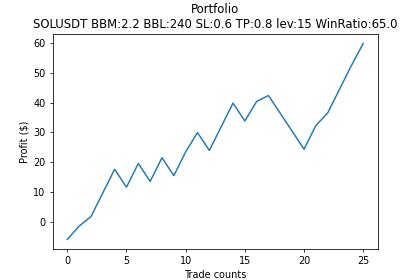 Portfolio
SOLUSDT BBM:2.2 BBL:240 SL:0.6 TP:0.8 lev:15 WinRatio:65.0
60
50
40
30
20
10
0
Profit ($)
0 5 10 15 20 25
Trade counts